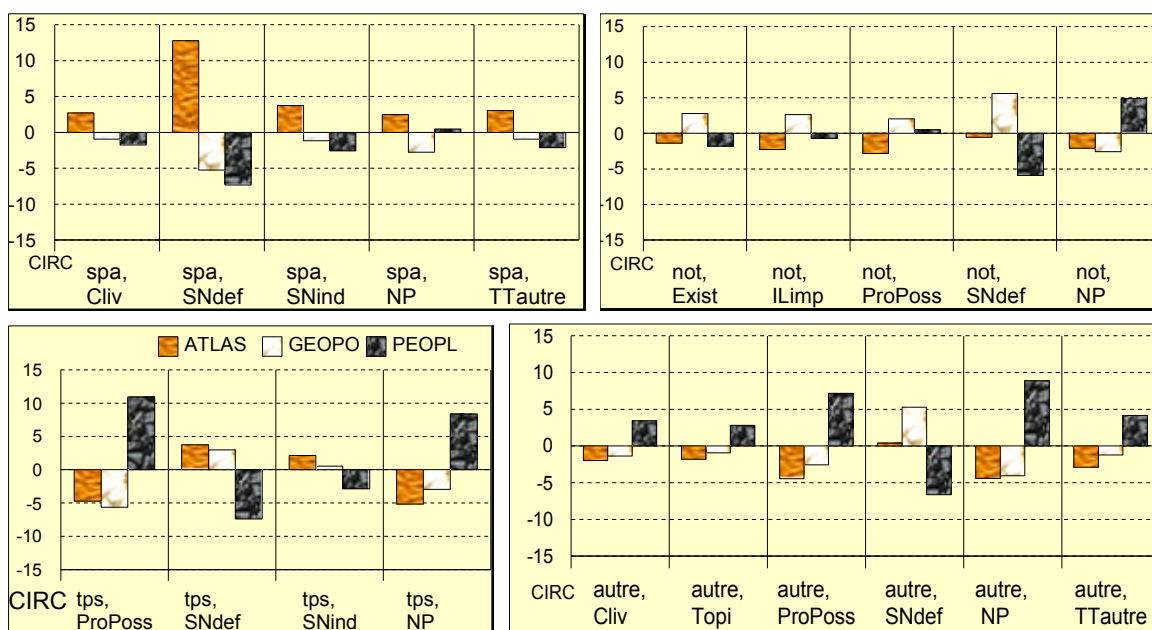 15
10
5
0
-5
-10
-15
CIRC
spa, spa, spa, spa, spa,
Cliv SNdef SNind NP TTautre
15
10
5
0
-5
-10
-15
CIRC
not, not, not, not, not,
Exist ILimp ProPoss SNdef NP
ATLAS GEOPO PEOPL
15
10
5
0
-5
-10
-15
CIRC tps, tps, tps, tps,
ProPoss SNdef SNind NP
15
10
5
0
-5
-10
-15
CIRC autre, autre, autre, autre, autre, autre,
Cliv Topi ProPoss SNdef NP TTautre